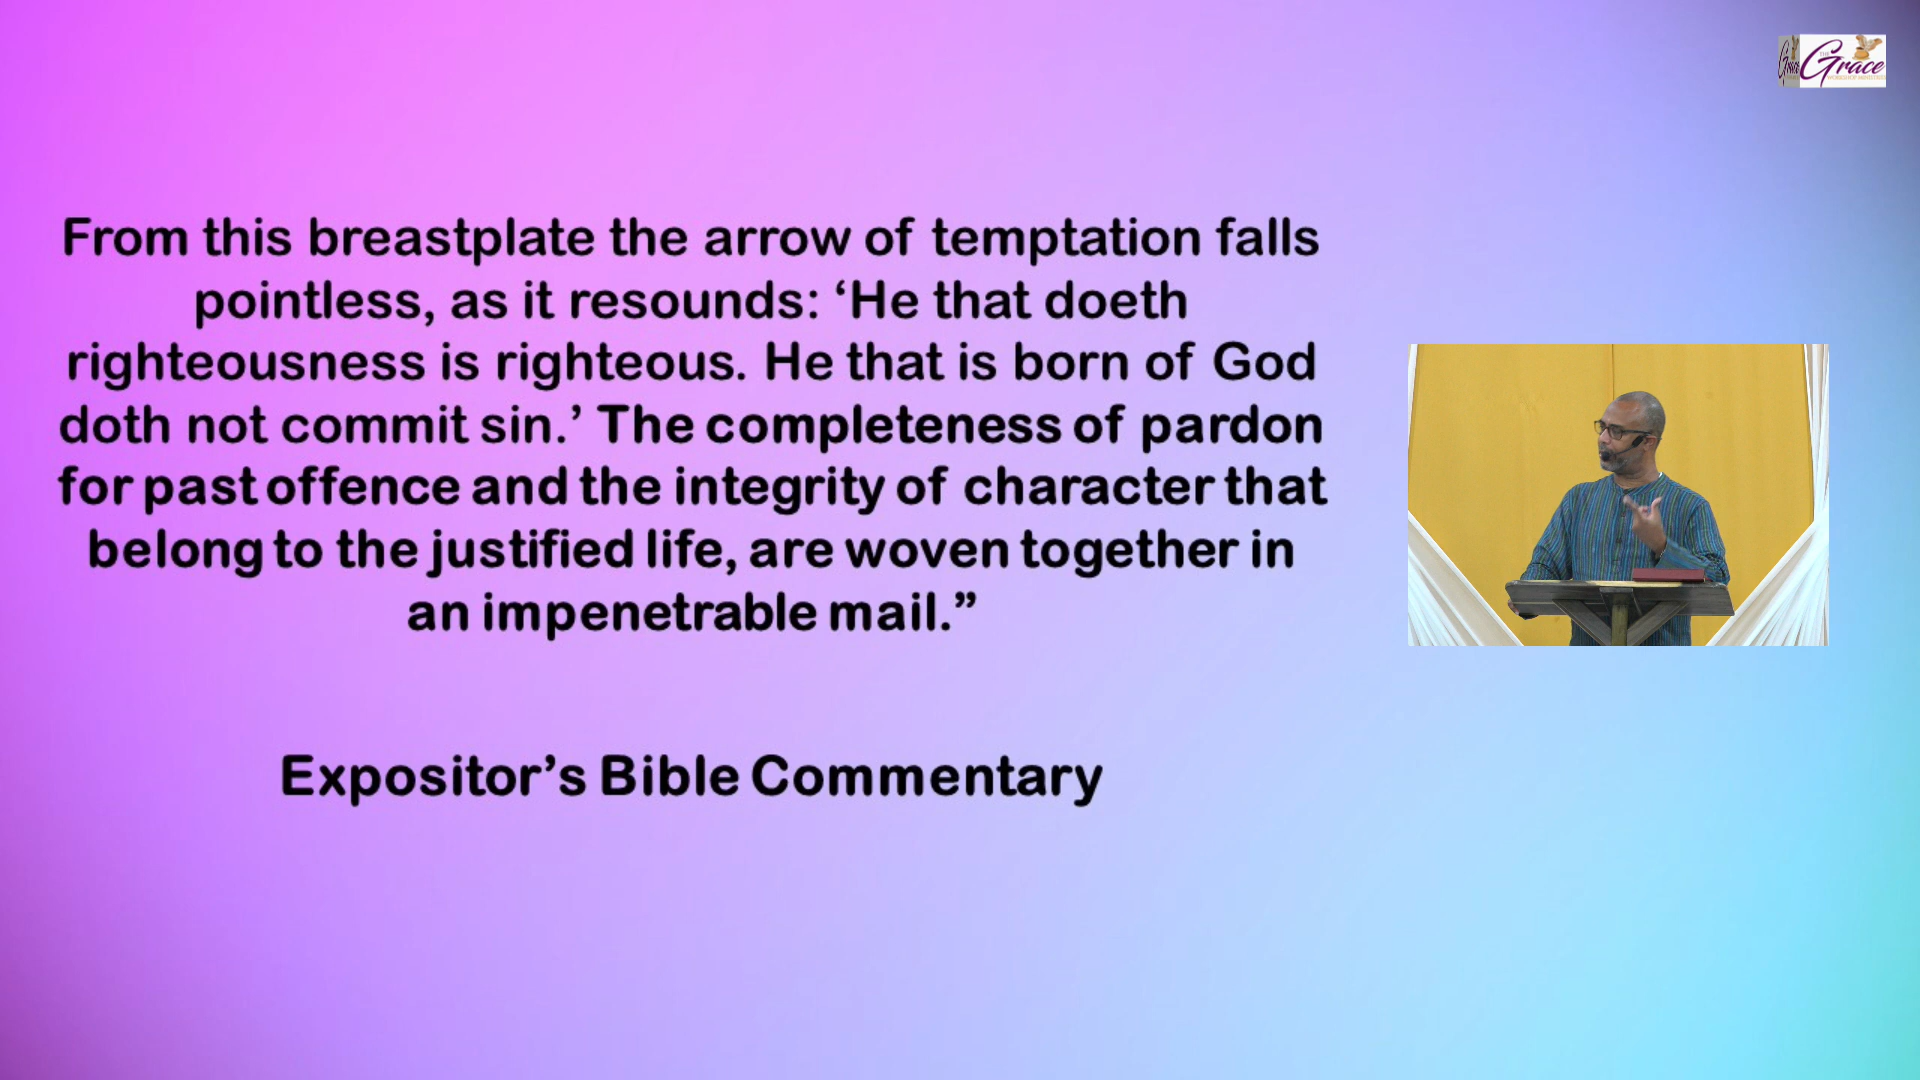 THE
Grace
From this breastplate the arrow of temptation falls
pointless, as it resounds: ‘He that doeth
righteousness is righteous. He that is born of God
doth not commit sin.’ The completeness of pardon
for past offence and the integrity of character that
belong to the justified life, are woven together in
an impenetrable mail.”
Expositor’s Bible Commentary